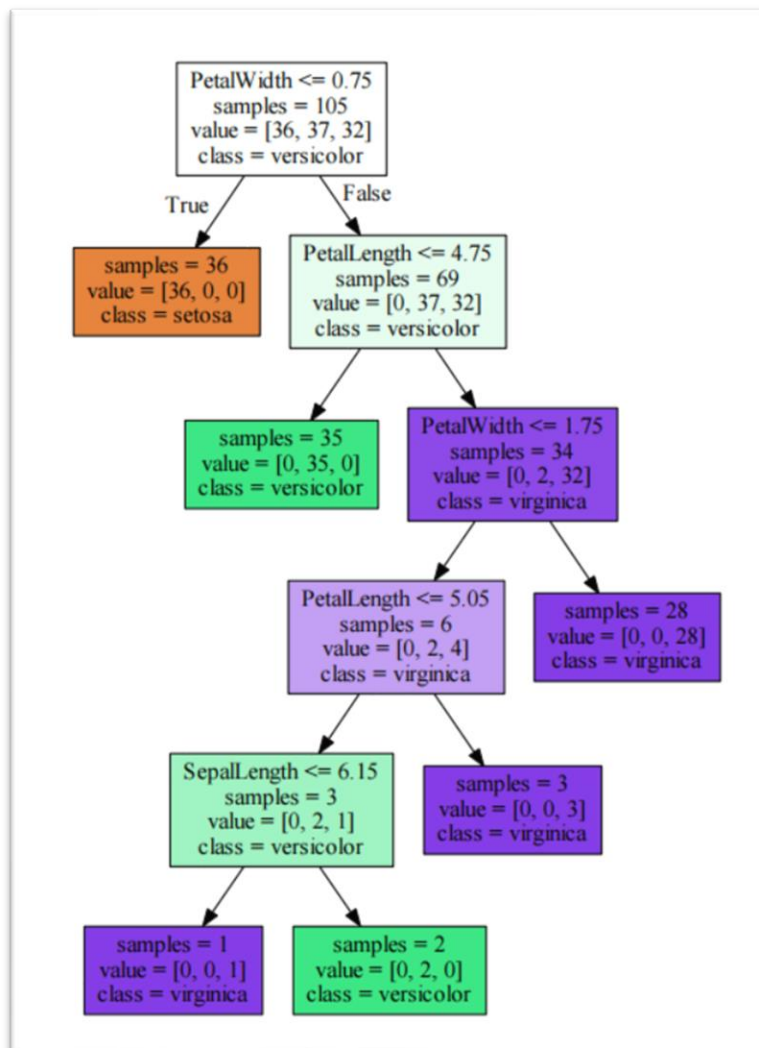 PetalWidth <= 0.75
samples = 105
value = [36, 37, 32]
class = versicolor
True
False
samples = 36
value = [36, 0, 0]
class = setosa
PetalLength <= 4.75
samples = 69
value = [0, 37, 32]
class = versicolor
samples = 35
value = [0, 35, 0]
class = versicolor
PetalWidth <= 1.75
samples = 34
value = [0, 2, 32]
class = virginica
PetalLength <= 5.05
samples = 6
value = [0, 2, 4]
class = virginica
samples = 28
value = [0, 0, 28]
class = virginica
SepalLength <= 6.15
samples = 3
value = [0, 2, 1]
class = versicolor
samples = 3
value = [0, 0, 3]
class = virginica
samples = 1
value = [0, 0, 1]
class = virginica
samples = 2
value = [0, 2, 0]
class = versicolor